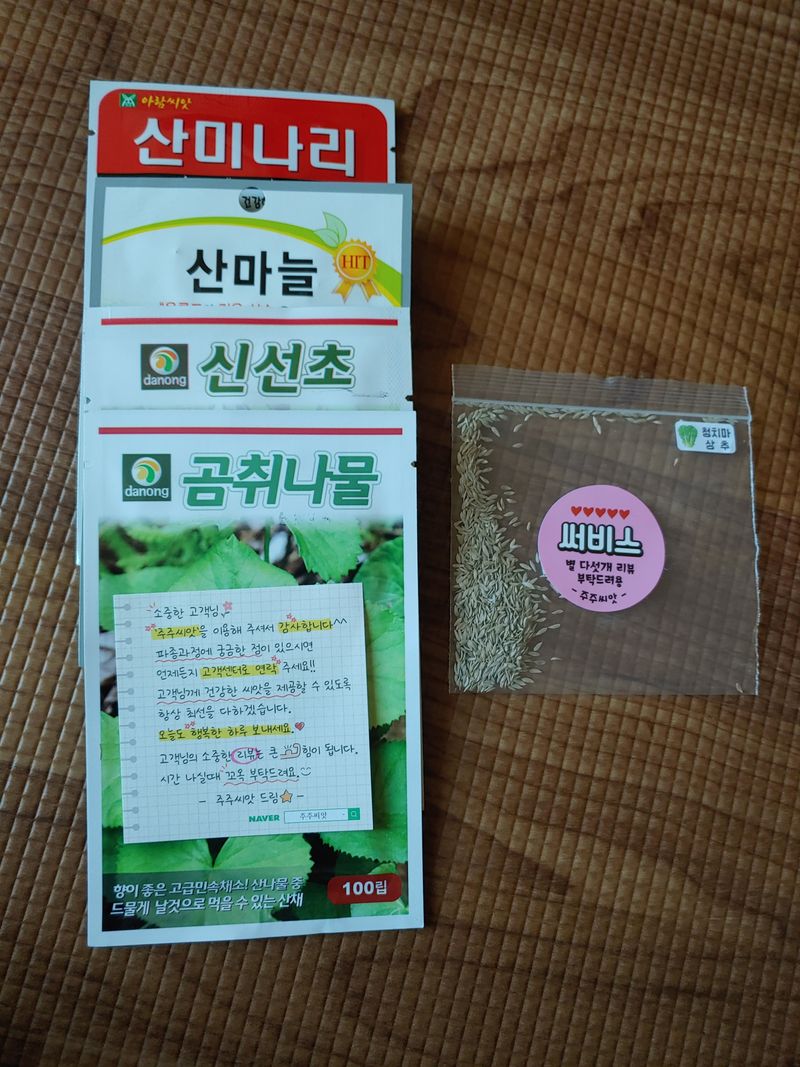 아람씨앗
산미나리
건강
산마늘
HIT
danong
신선초
danong
곰취나물
소중한 고객님
'주주씨앗'을 이용해 주셔서 감사합니다^^
파종과정에 궁금한 점이 있으시면
언제든지 고객센터로 연락 주세요!!
고객님께 건강한 씨앗을 제공할 수 있도록
항상 최선을 다하겠습니다.
오늘도 행복한 하루 보내세요.
고객님의 소중한 리뷰는 큰 힘이 됩니다.
시간 나실때 꼬옥 부탁드려요.
- 주주씨앗 드림
NAVER 주주씨앗
향이 좋은 고급민속채소! 산나물 중
드물게 날것으로 먹을 수 있는 산채
100립
청치마
상추
써비스
별 다섯개 리뷰
부탁드려용
- 주주씨앗 -